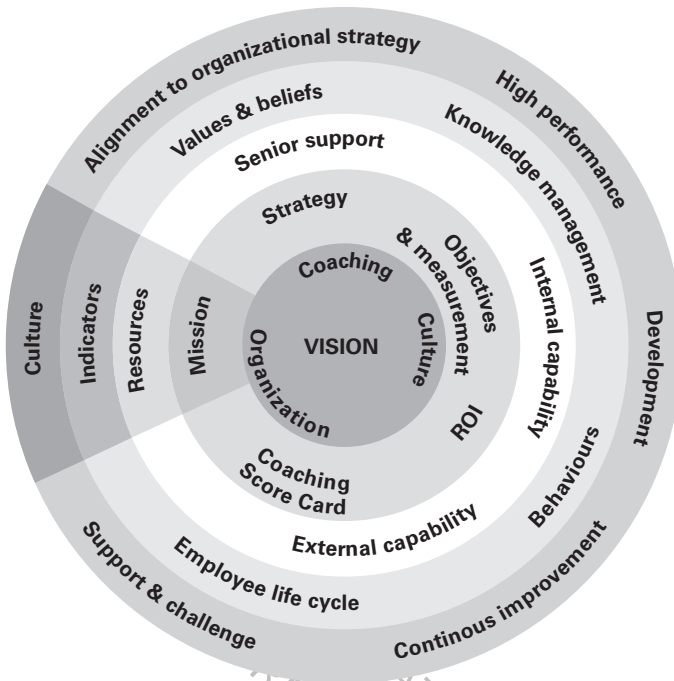 Alignment to organizational strategy
High performance
Development
Continous improvement
Support & challenge
Culture
Values & beliefs
Knowledge management
Behaviours
Employee life cycle
Indicators
Senior support
Internal capability
External capability
Resources
Strategy
Objectives
& measurement
ROI
Coaching
Score Card
Mission
Coaching
Culture
Organization
VISION